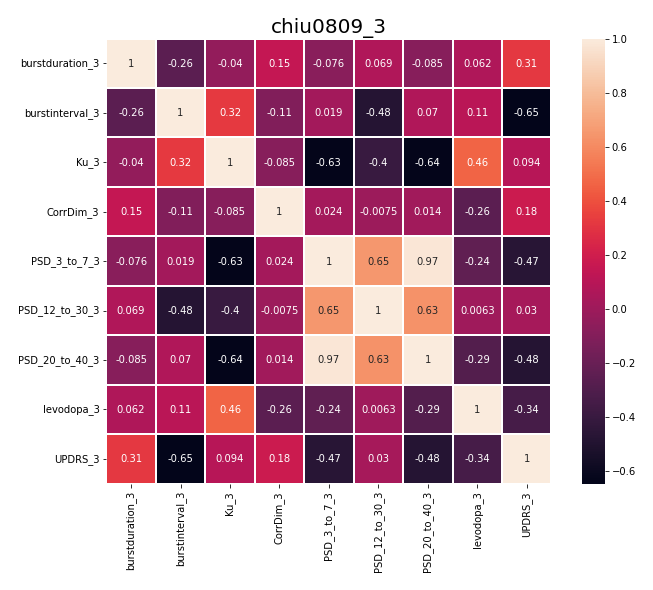 chiu0809_3
burstduration_3 1 -0.26 -0.04 0.15 -0.076 0.069 -0.085 0.062 0.31
burstinterval_3 -0.26 1 0.32 -0.11 0.019 -0.48 0.07 0.11 -0.65
Ku_3 -0.04 0.32 1 -0.085 -0.63 -0.4 -0.64 0.46 0.094
CorrDim_3 0.15 -0.11 -0.085 1 0.024 -0.0075 0.014 -0.26 0.18
PSD_3_to_7_3 -0.076 0.019 -0.63 0.024 1 0.65 0.97 -0.24 -0.47
PSD_12_to_30_3 0.069 -0.48 -0.4 -0.0075 0.65 1 0.63 0.0063 0.03
PSD_20_to_40_3 -0.085 0.07 -0.64 0.014 0.97 0.63 1 -0.29 -0.48
levodopa_3 0.062 0.11 0.46 -0.26 -0.24 0.0063 -0.29 1 -0.34
UPDRS_3 0.31 -0.65 0.094 0.18 -0.47 0.03 -0.48 -0.34 1
burstduration_3
burstinterval_3
Ku_3
CorrDim_3
PSD_3_to_7_3
PSD_12_to_30_3
PSD_20_to_40_3
levodopa_3
UPDRS_3
1.0
0.8
0.6
0.4
0.2
0.0
−0.2
−0.4
−0.6